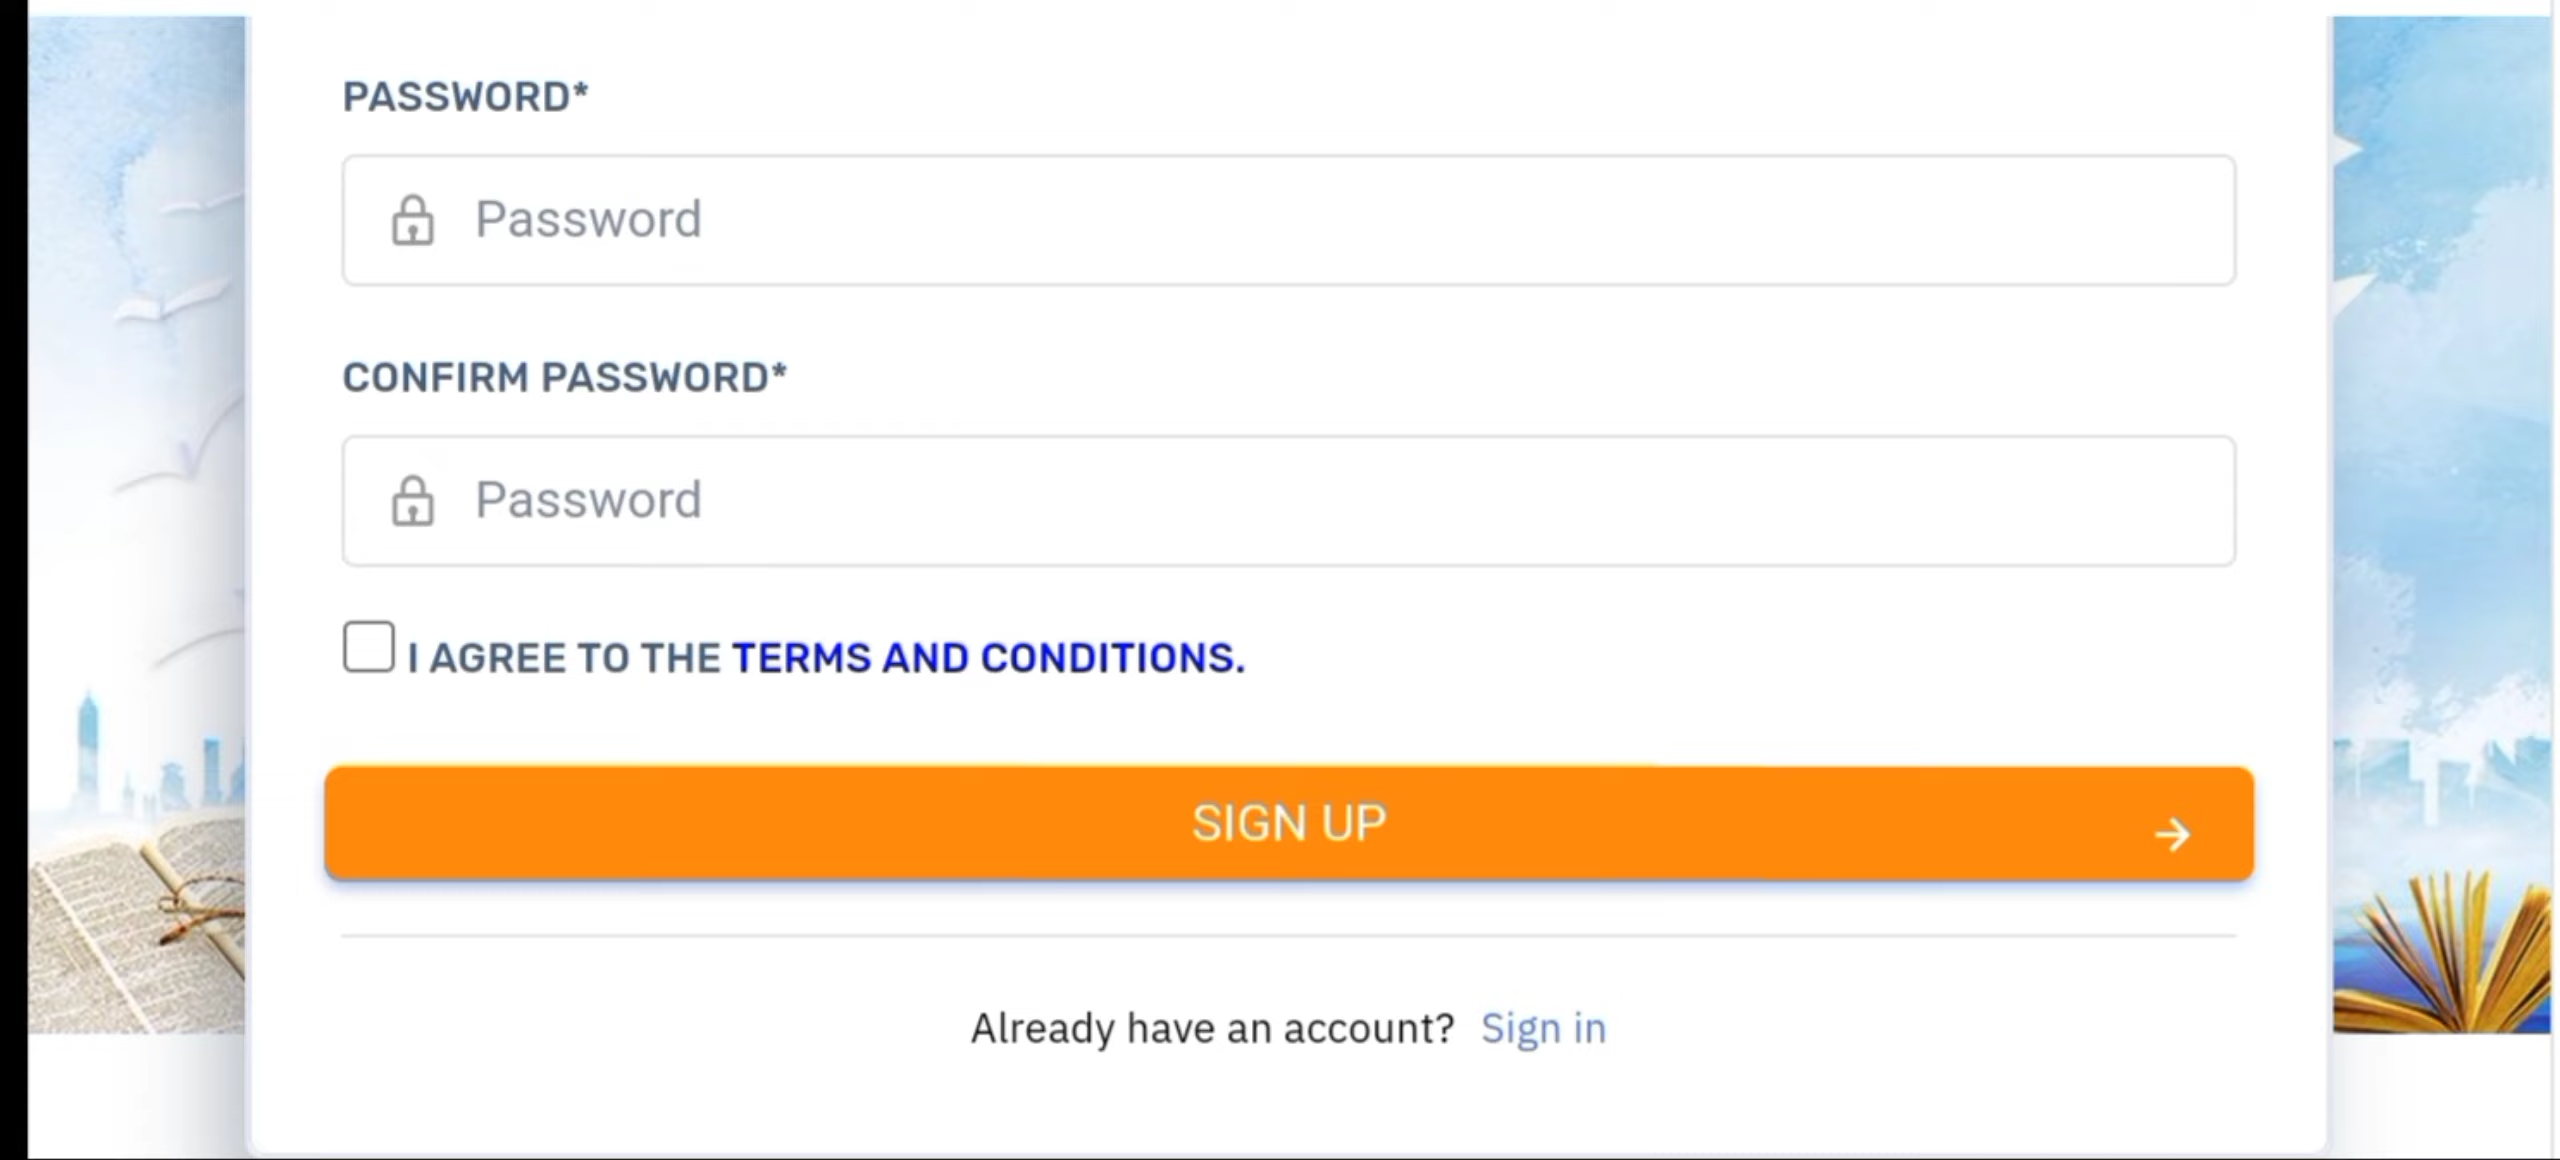 PASSWORD*
Password
CONFIRM PASSWORD*
Password
I AGREE TO THE TERMS AND CONDITIONS.
SIGN UP
Already have an account? Sign in